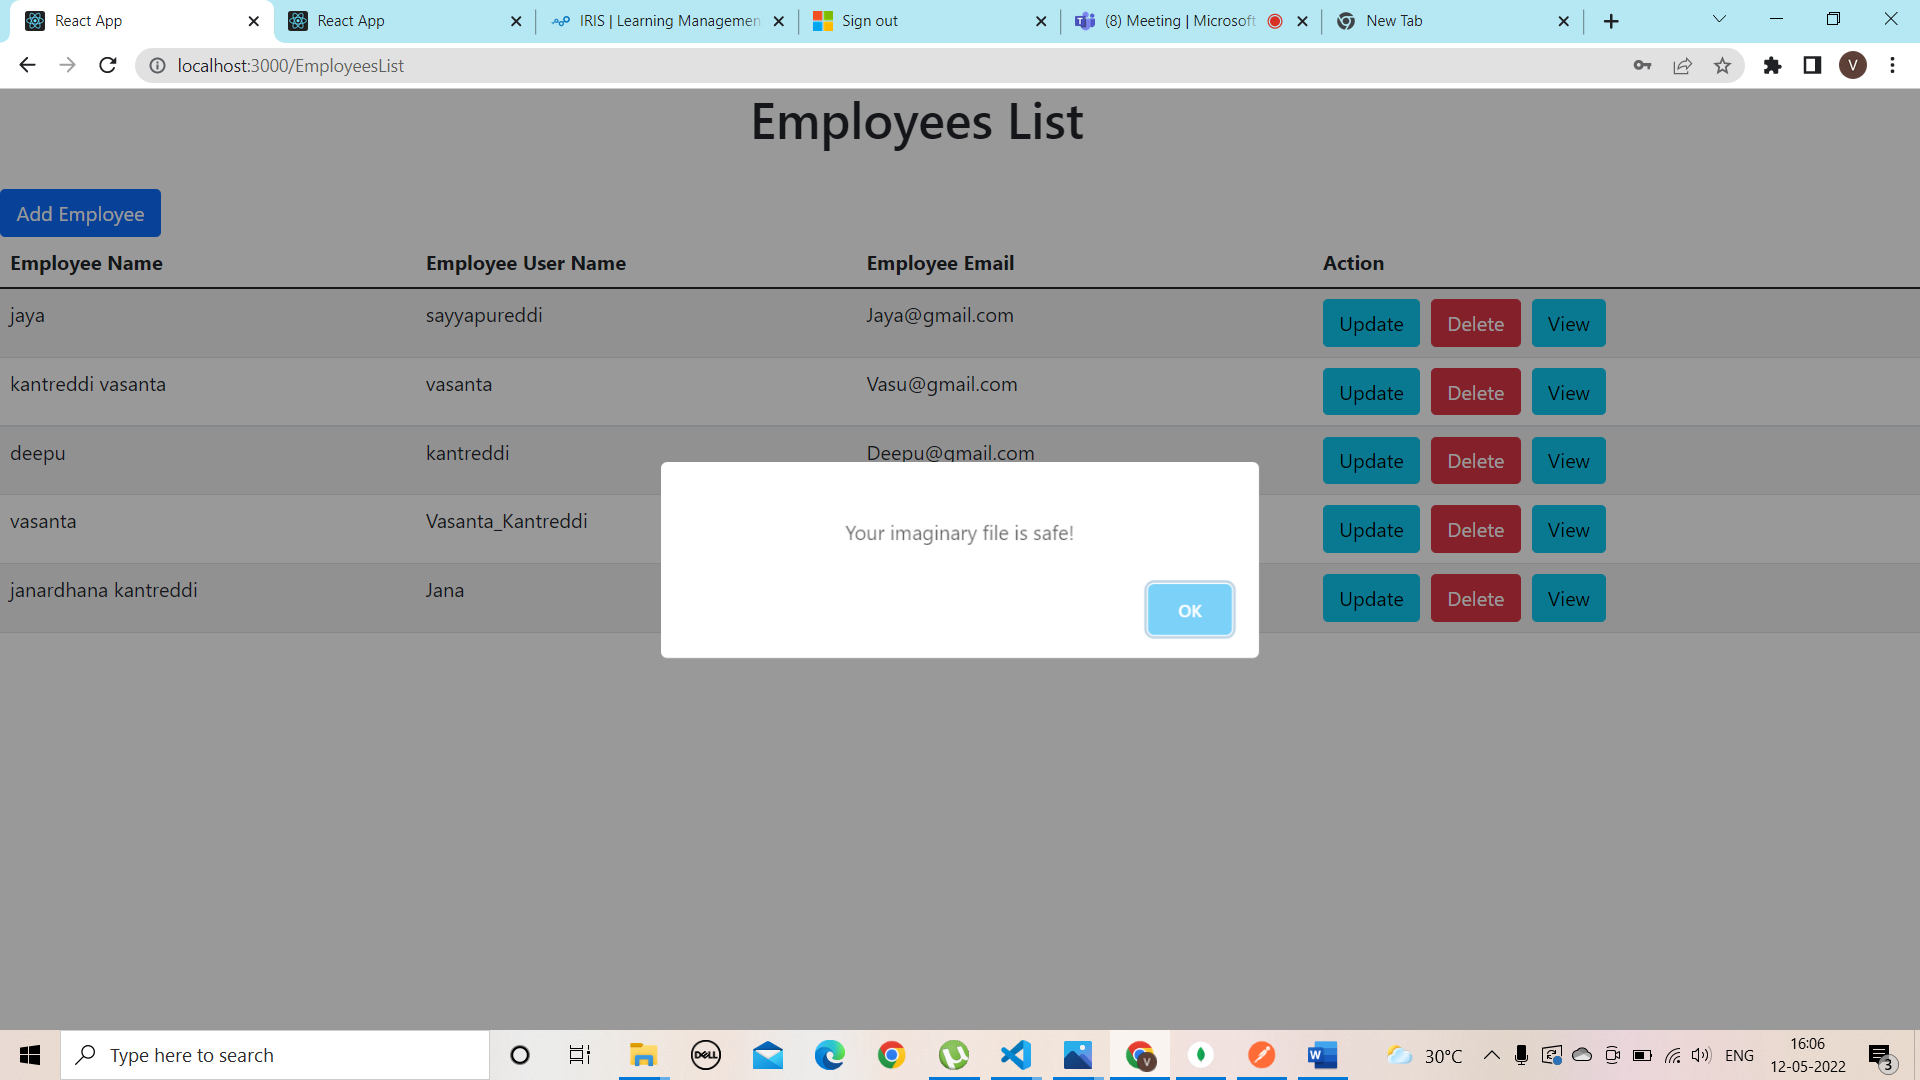 React App
React App
IRIS | Learning Managemen
Sign out
(8) Meeting | Microsoft
New Tab
localhost:3000/EmployeesList
V
Employees List
Add Employee
Employee Name Employee User Name Employee Email Action
jaya sayyapureddi Jaya@gmail.com Update Delete View
kantreddi vasanta vasanta Vasu@gmail.com Update Delete View
deepu kantreddi Deepu@gmail.com Update Delete View
vasanta Vasanta_Kantreddi Update Delete View
janardhana kantreddi Jana Update Delete View
Your imaginary file is safe!
OK
Type here to search
DELL
V
W
30°C
ENG
16:06
12-05-2022
3